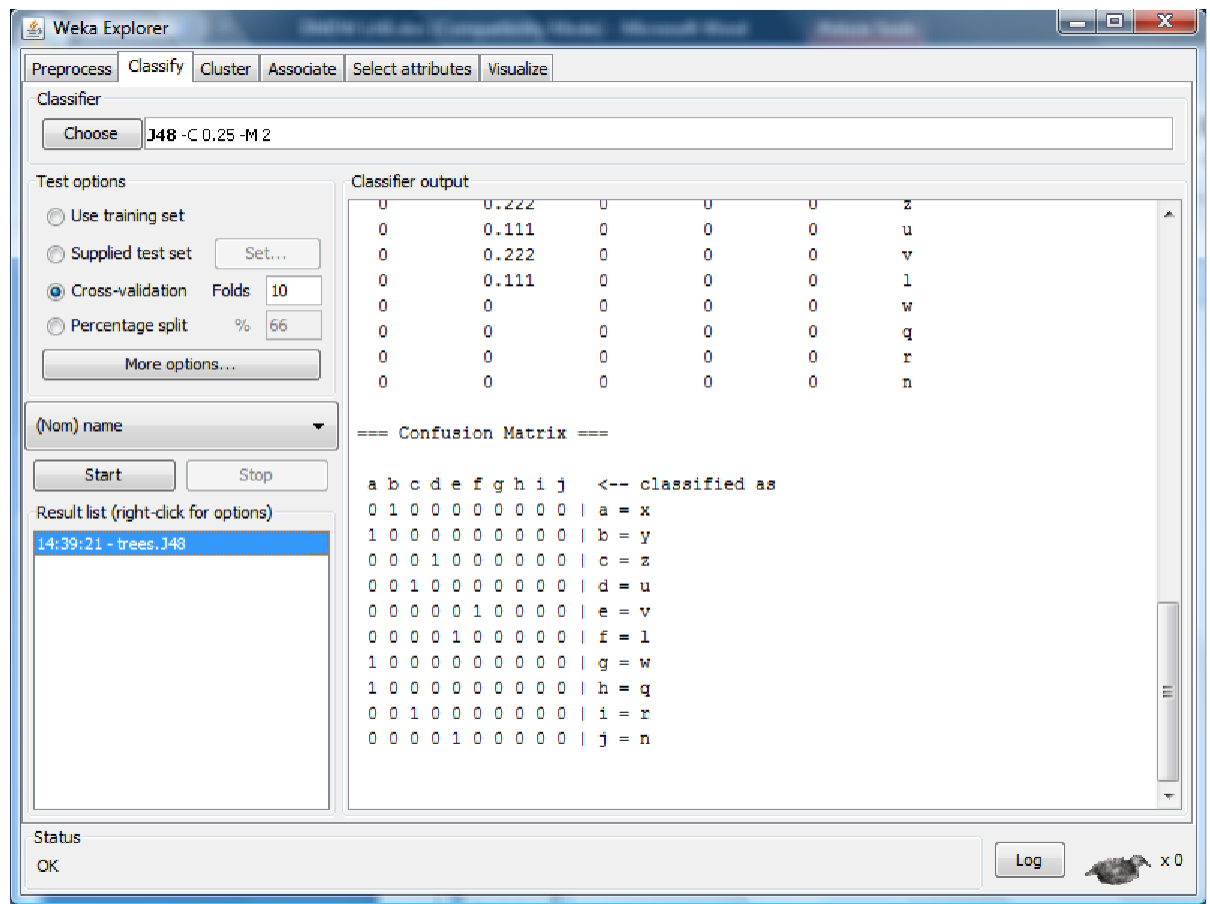 Weka Explorer
Preprocess Classify Cluster Associate Select attributes Visualize
Classifier
Choose J48 -C 0.25 -M 2
Test options
Use training set
Supplied test set Set...
Cross-validation Folds 10
Percentage split % 66
More options...
(Nom) name
Start Stop
Result list (right-click for options)
14:39:21 - trees.J48
Classifier output
0 0.222 0 0 0 z
0 0.111 0 0 0 u
0 0.222 0 0 0 v
0 0.111 0 0 0 l
0 0 0 0 0 w
0 0 0 0 0 q
0 0 0 0 0 r
0 0 0 0 0 n
=== Confusion Matrix ===
a b c d e f g h i j <-- classified as
0 1 0 0 0 0 0 0 0 0 | a = x
1 0 0 0 0 0 0 0 0 0 | b = y
0 0 0 1 0 0 0 0 0 0 | c = z
0 0 1 0 0 0 0 0 0 0 | d = u
0 0 0 0 0 1 0 0 0 0 | e = v
0 0 0 0 1 0 0 0 0 0 | f = l
1 0 0 0 0 0 0 0 0 0 | g = w
1 0 0 0 0 0 0 0 0 0 | h = q
0 0 1 0 0 0 0 0 0 0 | i = r
0 0 0 0 1 0 0 0 0 0 | j = n
Status
OK
Log x 0